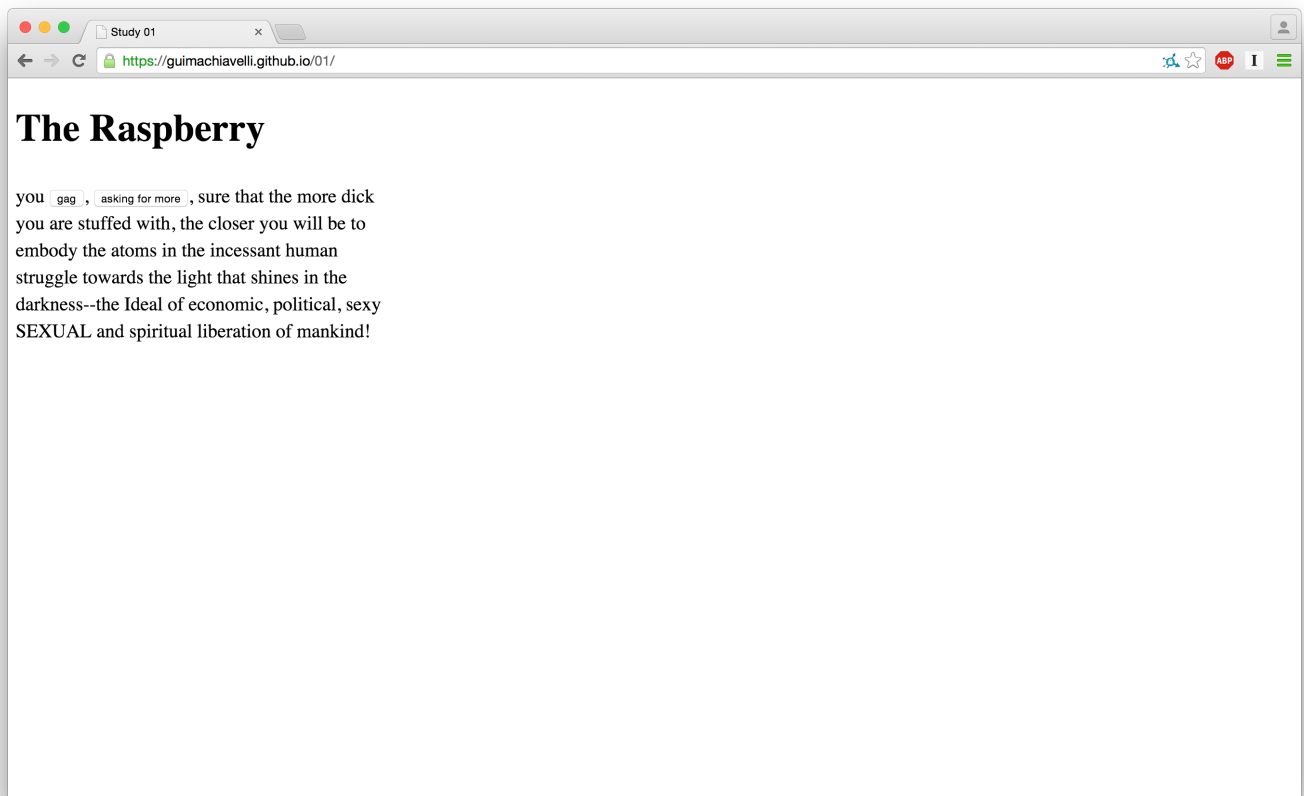 Study 01
https://guimachiavelli.github.io/01/
ABP
I
The Raspberry
you gag, asking for more, sure that the more dick
you are stuffed with, the closer you will be to
embody the atoms in the incessant human
struggle towards the light that shines in the
darkness--the Ideal of economic, political, sexy
SEXUAL and spiritual liberation of mankind!